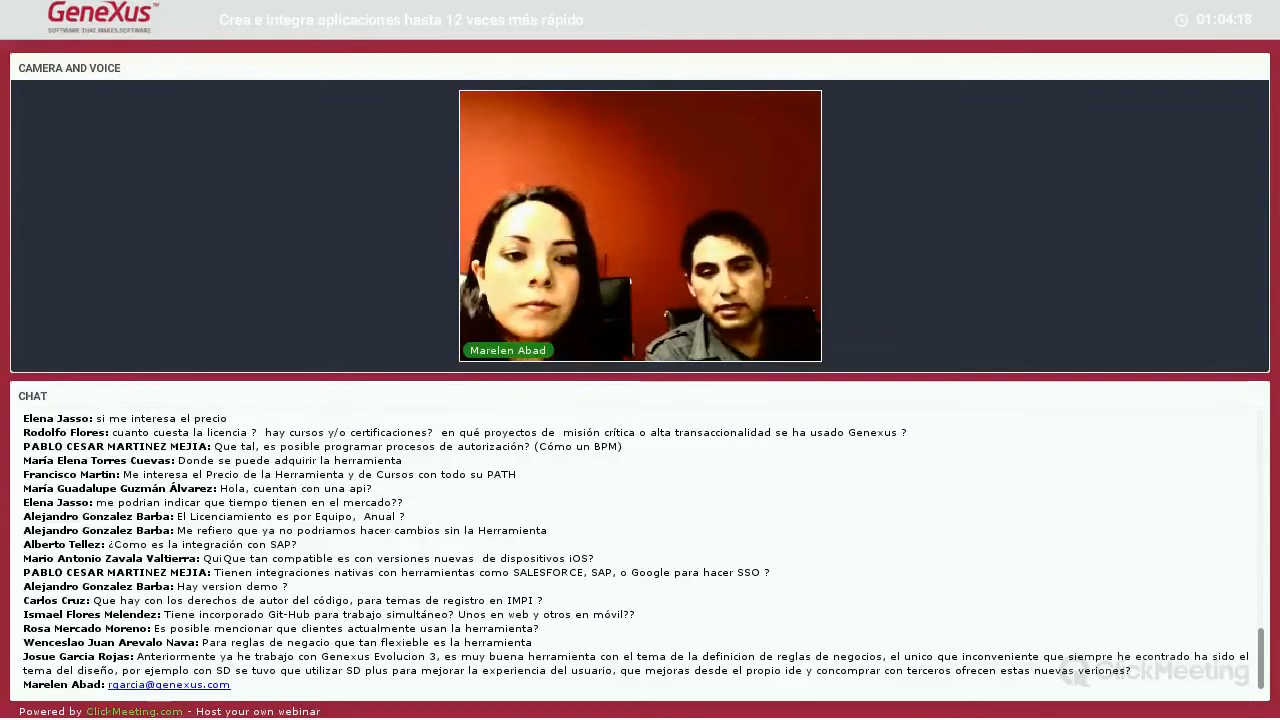 GeneXus™
SOFTWARE THAT MAKES SOFTWARE
Crea e integra aplicaciones hasta 12 veces más rápido
01:04:18
CAMERA AND VOICE
Marelen Abad
CHAT
Elena Jasso: si me interesa el precio
Rodolfo Flores: cuanto cuesta la licencia ? hay cursos y/o certificaciones? en qué proyectos de misión crítica o alta transaccionalidad se ha usado Genexus ?
PABLO CESAR MARTINEZ MEJIA: Que tal, es posible programar procesos de autorización? (Cómo un BPM)
María Elena Torres Cuevas: Donde se puede adquirir la herramienta
Francisco Martin: Me interesa el Precio de la Herramienta y de Cursos con todo su PATH
María Guadalupe Guzmán Álvarez: Hola, cuentan con una api?
Elena Jasso: me podrian indicar que tiempo tienen en el mercado??
Alejandro Gonzalez Barba: El Licenciamiento es por Equipo, Anual ?
Alejandro Gonzalez Barba: Me refiero que ya no podriamos hacer cambios sin la Herramienta
Alberto Tellez: ¿Como es la integración con SAP?
Mario Antonio Zavala Valtierra: QuiQue tan compatible es con versiones nuevas de dispositivos iOS?
PABLO CESAR MARTINEZ MEJIA: Tienen integraciones nativas con herramientas como SALESFORCE, SAP, o Google para hacer SSO ?
Alejandro Gonzalez Barba: Hay version demo ?
Carlos Cruz: Que hay con los derechos de autor del código, para temas de registro en IMPI ?
Ismael Flores Melendez: Tiene incorporado Git-Hub para trabajo simultáneo? Unos en web y otros en móvil??
Rosa Mercado Moreno: Es posible mencionar que clientes actualmente usan la herramienta?
Wenceslao Juan Arevalo Nava: Para reglas de negacio que tan flexieble es la herramienta
Josue Garcia Rojas: Anteriormente ya he trabajo con Genexus Evolucion 3, es muy buena herramienta con el tema de la definicion de reglas de negocios, el unico que inconveniente que siempre he econtrado ha sido el
tema del diseño, por ejemplo con SD se tuvo que utilizar SD plus para mejorar la experiencia del usuario, que mejoras desde el propio ide y concomprar con terceros ofrecen estas nuevas veriones?
ClickMeeting
Marelen Abad: rgarcia@genexus.com
Powered by ClickMeeting.com - Host your own webinar